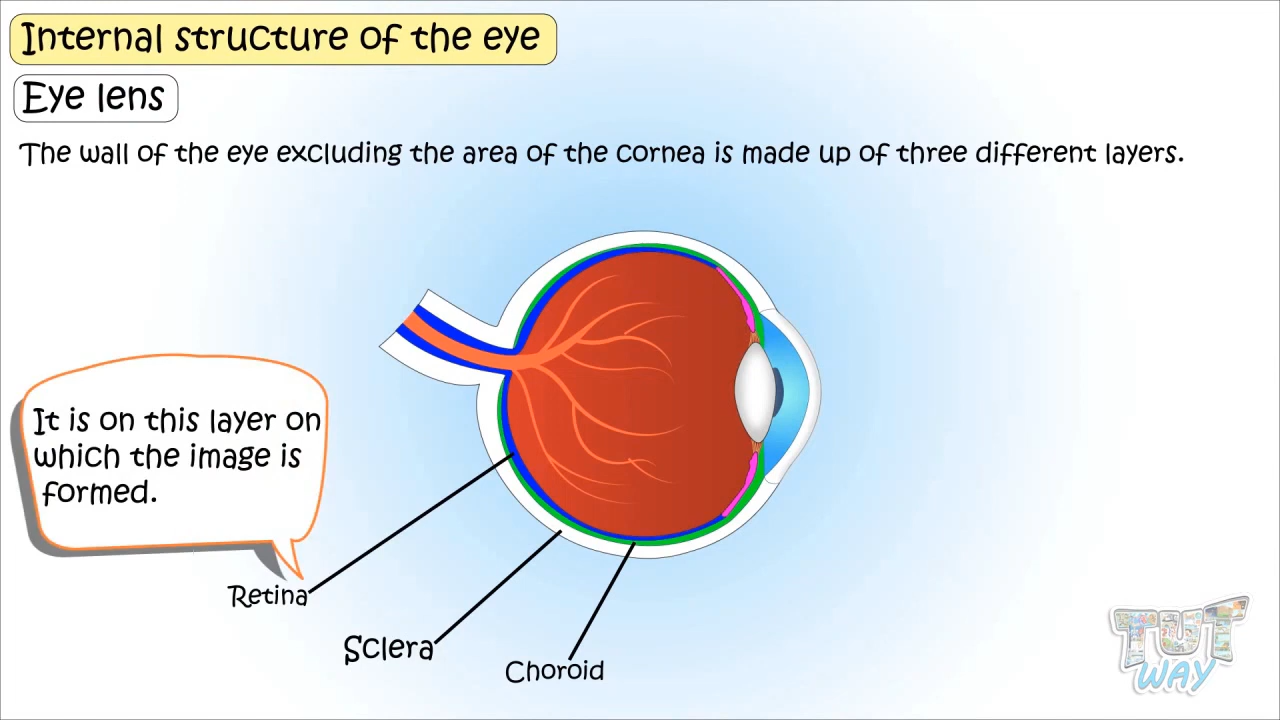 Internal structure of the eye
Eye lens
The wall of the eye excluding the area of the cornea is made up of three different layers.
It is on this layer on
which the image is
formed.
Retina
Sclera
Choroid
TUT
WAY